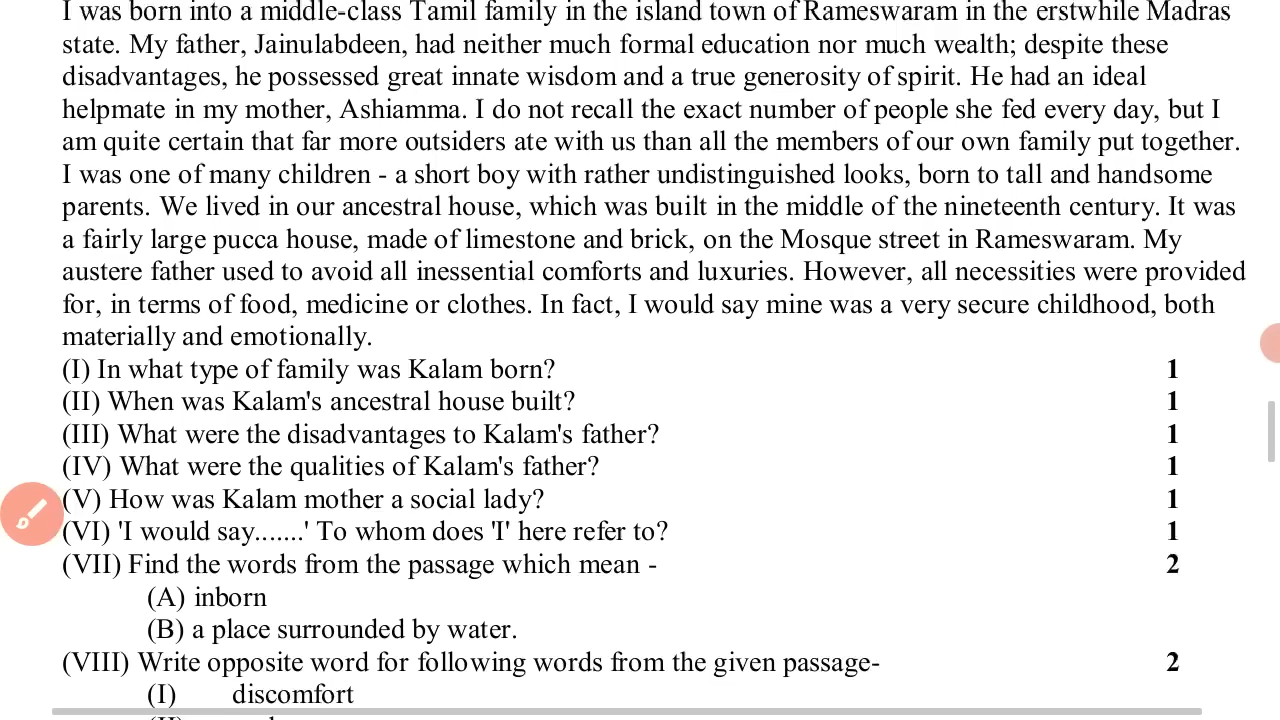 I was born into a middle-class Tamil family in the island town of Rameswaram in the erstwhile Madras
state. My father, Jainulabdeen, had neither much formal education nor much wealth; despite these
disadvantages, he possessed great innate wisdom and a true generosity of spirit. He had an ideal
helpmate in my mother, Ashiamma. I do not recall the exact number of people she fed every day, but I
am quite certain that far more outsiders ate with us than all the members of our own family put together.
I was one of many children - a short boy with rather undistinguished looks, born to tall and handsome
parents. We lived in our ancestral house, which was built in the middle of the nineteenth century. It was
a fairly large pucca house, made of limestone and brick, on the Mosque street in Rameswaram. My
austere father used to avoid all inessential comforts and luxuries. However, all necessities were provided
for, in terms of food, medicine or clothes. In fact, I would say mine was a very secure childhood, both
materially and emotionally.
(I) In what type of family was Kalam born? 1
(II) When was Kalam's ancestral house built? 1
(III) What were the disadvantages to Kalam's father? 1
(IV) What were the qualities of Kalam's father? 1
(V) How was Kalam mother a social lady? 1
(VI) 'I would say.......' To whom does 'I' here refer to? 1
(VII) Find the words from the passage which mean - 2
(A) inborn
(B) a place surrounded by water.
(VIII) Write opposite word for following words from the given passage- 2
(I) discomfort